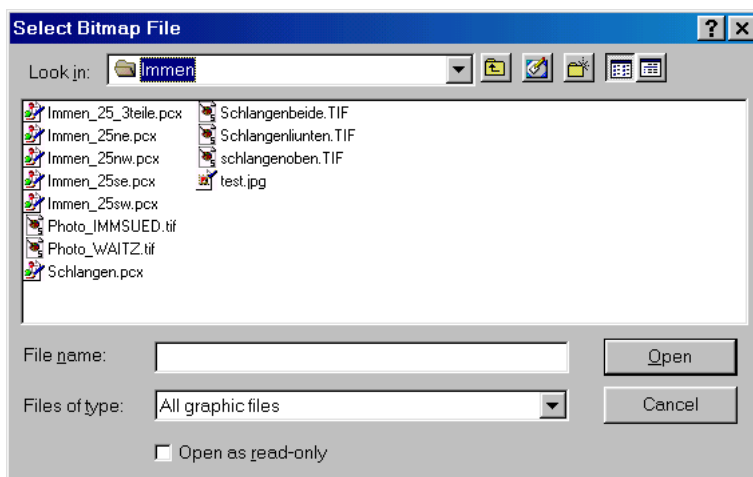 Select Bitmap File
Look in: Immen
Immen_25_3teile.pcx
Immen_25ne.pcx
Immen_25nw.pcx
Immen_25se.pcx
Immen_25sw.pcx
Photo_IMMSUED.tif
Photo_WAITZ.tif
Schlangen.pcx
Schlangenbeide.TIF
Schlangenliunten.TIF
schlangenoben.TIF
test.jpg
File name:
Open
Files of type: All graphic files
Cancel
Open as read-only